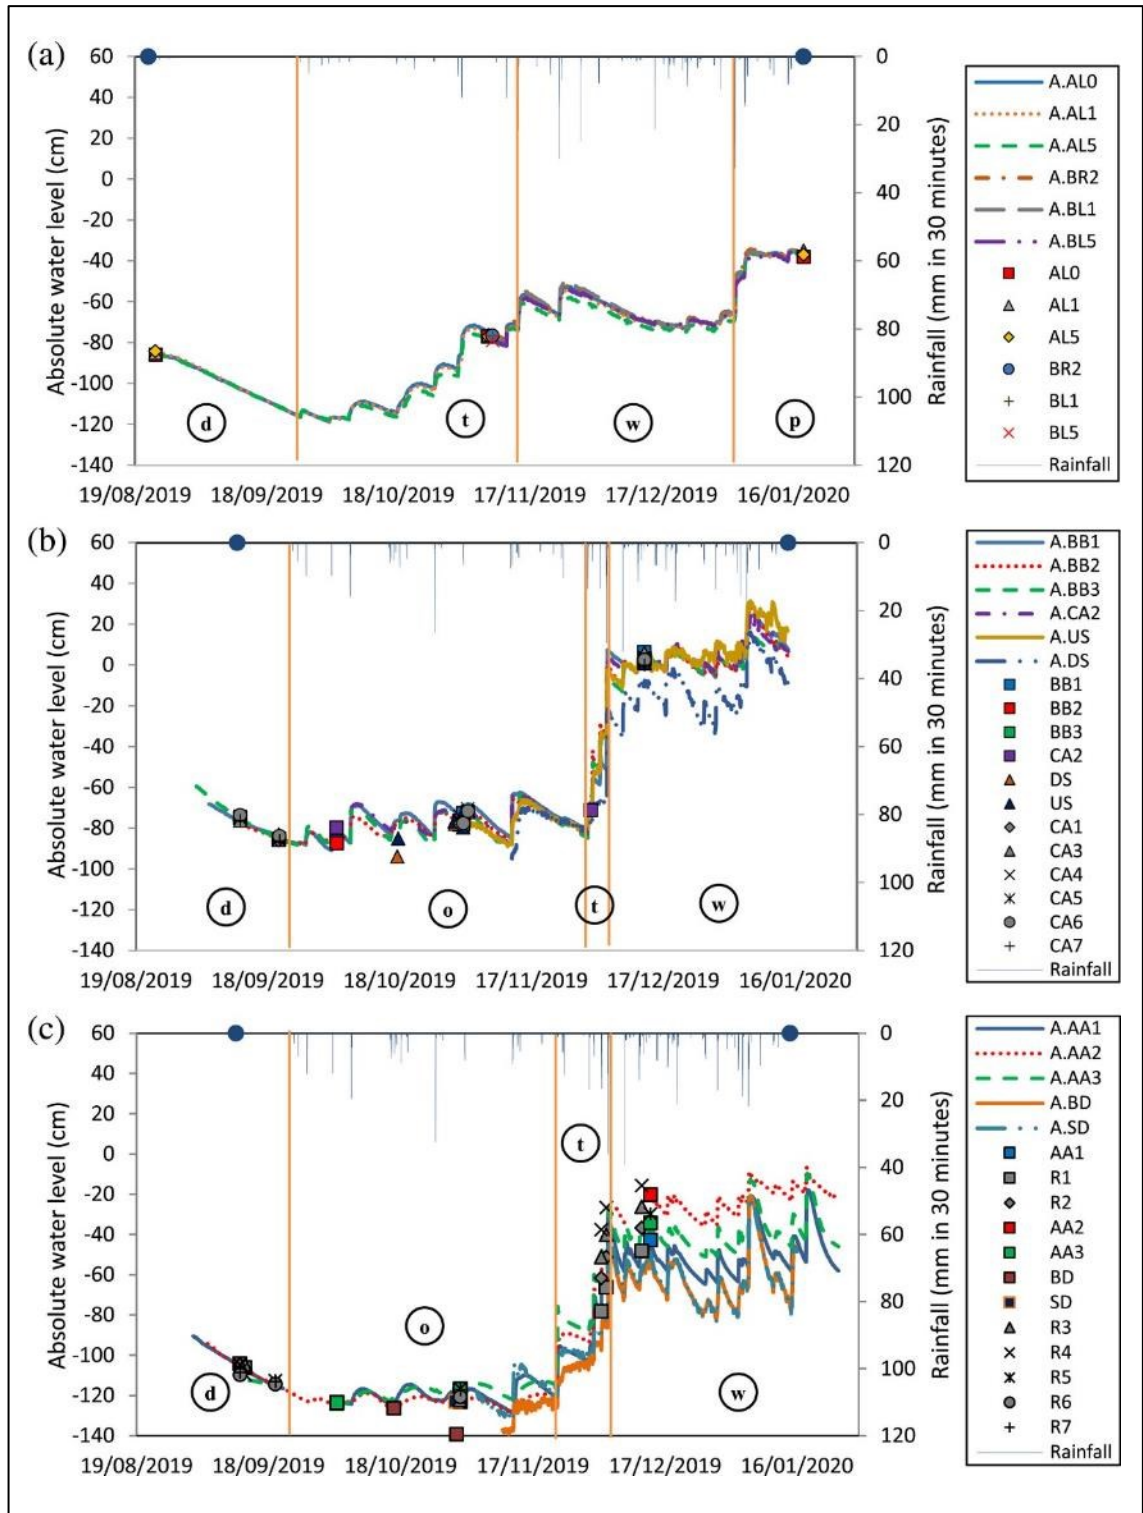 (a)
60
40
20
0
-20
-40
-60
-80
-100
-120
-140
Absolute water level (cm)
0
20
40
60
80
100
120
Rainfall (mm in 30 minutes)
d
t
w
p
19/08/2019 18/09/2019 18/10/2019 17/11/2019 17/12/2019 16/01/2020
A.AL0
A.AL1
A.AL5
A.BR2
A.BL1
A.BL5
AL0
AL1
AL5
BR2
BL1
BL5
Rainfall
(b)
60
40
20
0
-20
-40
-60
-80
-100
-120
-140
Absolute water level (cm)
0
20
40
60
80
100
120
Rainfall (mm in 30 minutes)
d
o
t
w
19/08/2019 18/09/2019 18/10/2019 17/11/2019 17/12/2019 16/01/2020
A.BB1
A.BB2
A.BB3
A.CA2
A.US
A.DS
BB1
BB2
BB3
CA2
DS
US
CA1
CA3
CA4
CA5
CA6
CA7
Rainfall
(c)
60
40
20
0
-20
-40
-60
-80
-100
-120
-140
Absolute water level (cm)
0
20
40
60
80
100
120
Rainfall (mm in 30 minutes)
t
o
d
w
19/08/2019 18/09/2019 18/10/2019 17/11/2019 17/12/2019 16/01/2020
A.AA1
A.AA2
A.AA3
A.BD
A.SD
AA1
R1
R2
AA2
AA3
BD
SD
R3
R4
R5
R6
R7
Rainfall